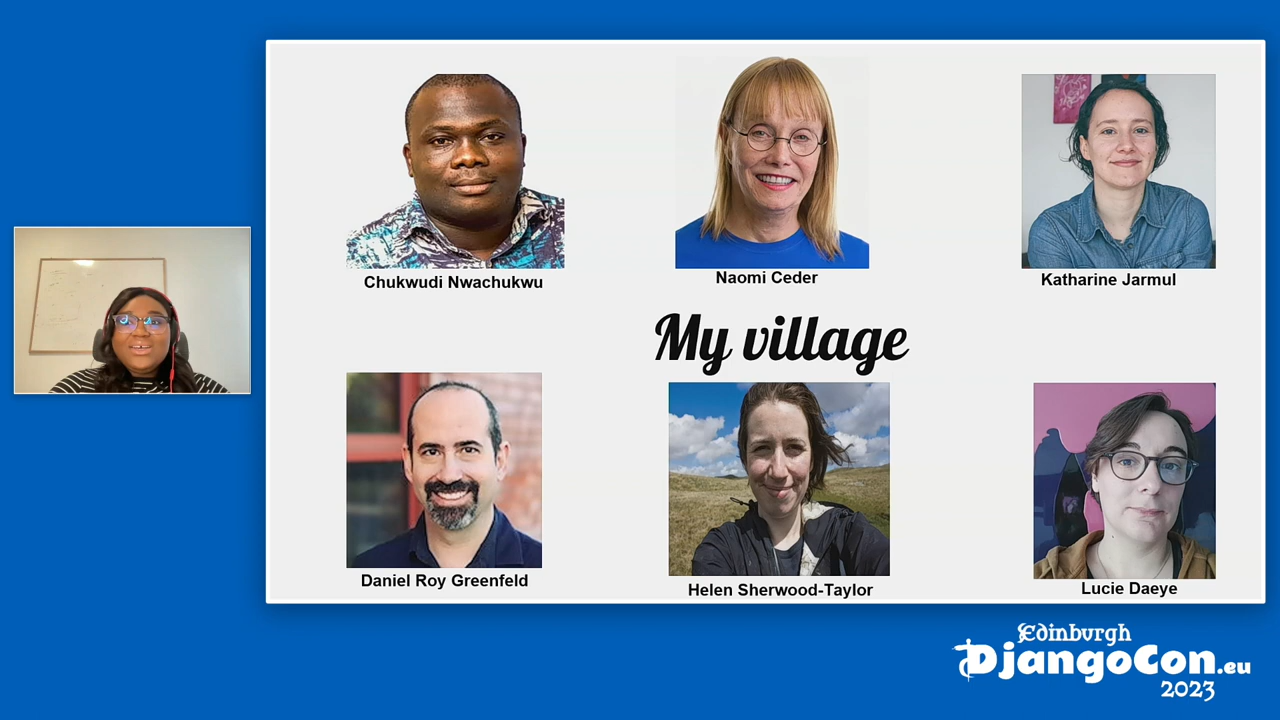 Chukwudi Nwachukwu
Naomi Ceder
Katharine Jarmul
My village
Daniel Roy Greenfeld
Helen Sherwood-Taylor
Lucie Daeye
Edinburgh
DjangoCon.eu
2023